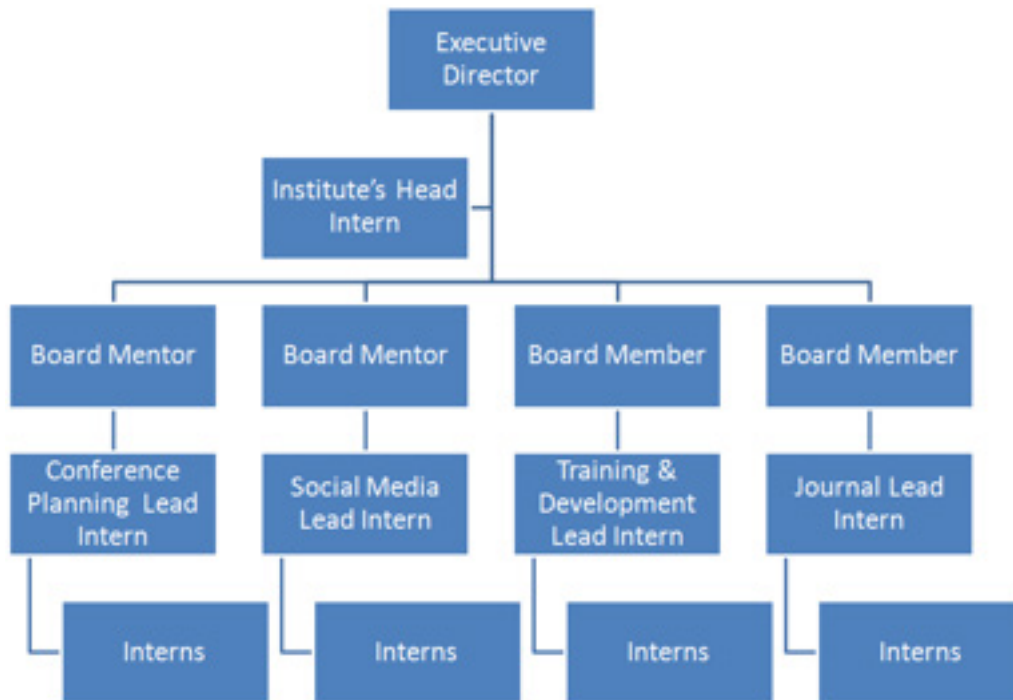 Executive
Director
Institute's Head
Intern
Board Mentor
Board Mentor
Board Member
Board Member
Conference
Planning Lead
Intern
Social Media
Lead Intern
Training &
Development
Lead Intern
Journal Lead
Intern
Interns
Interns
Interns
Interns